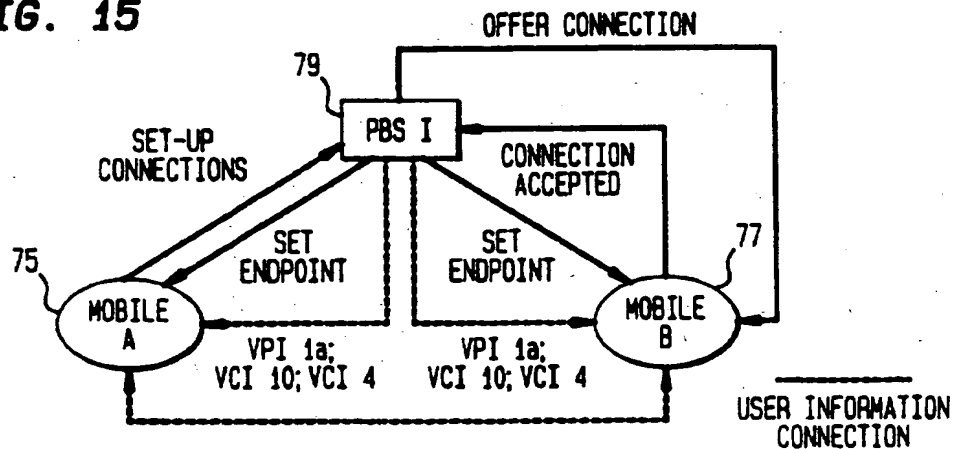 IG. 15
OFFER CONNECTION
79
PBS I
SET-UP
CONNECTIONS
CONNECTION
ACCEPTED
75
SET
ENDPOINT
SET
ENDPOINT
77
MOBILE
A
MOBILE
B
VPI 1a;
VCI 10; VCI 4
VPI 1a;
VCI 10; VCI 4
USER INFORMATION
CONNECTION